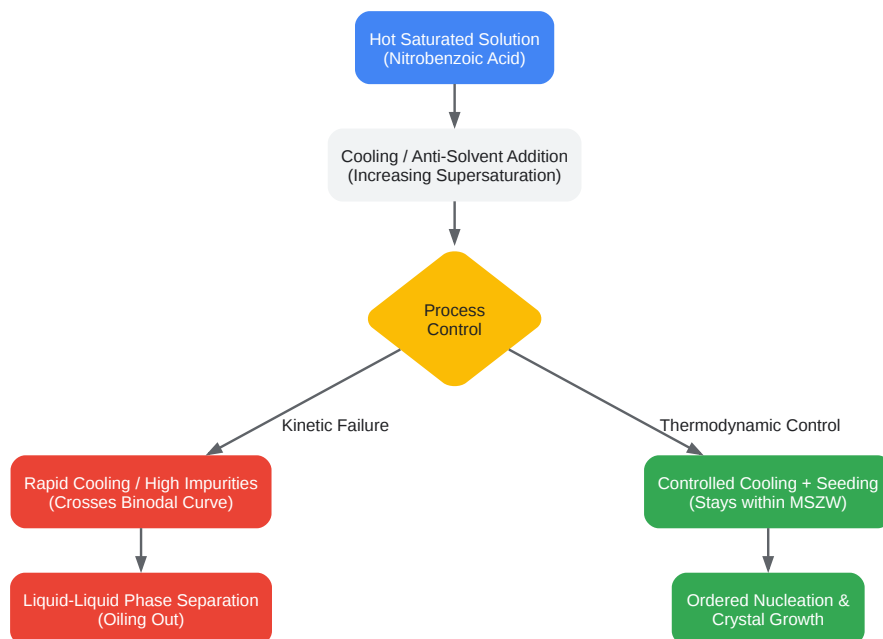 Hot Saturated Solution
(Nitrobenzoic Acid)
Cooling / Anti-Solvent Addition
(Increasing Supersaturation)
Process
Control
Kinetic Failure
Thermodynamic Control
Rapid Cooling / High Impurities
(Crosses Binodal Curve)
Controlled Cooling + Seeding
(Stays within MSZW)
Liquid-Liquid Phase Separation
(Oiling Out)
Ordered Nucleation &
Crystal Growth